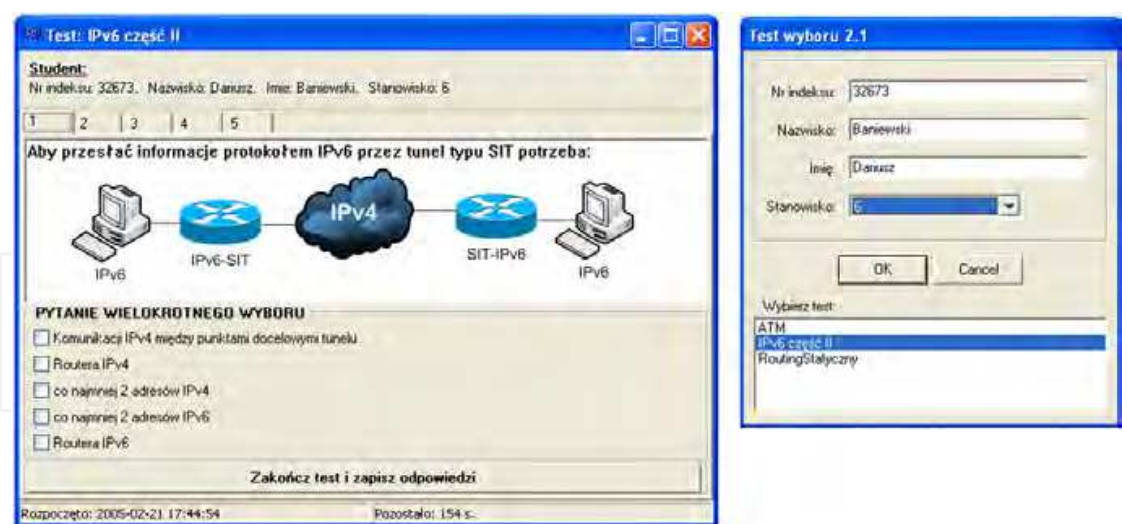 Test: IPv6 część II
Student:
Nr indeksu: 32673, Nazwisko: Dariusz, Imie: Baniewski, Stanowisko: 6
1 2 3 4 5
Aby przesłać informacje protokołem IPv6 przez tunel typu SIT potrzeba:
IPv4
IPv6 IPv6-SIT SIT-IPv6 IPv6
PYTANIE WIELOKROTNEGO WYBORU
Komunikacji IPv4 między punktami docelowymi tunelu
Routera IPv4
co najmniej 2 adresów IPv4
co najmniej 2 adresów IPv6
Routera IPv6
Zakończ test i zapisz odpowiedzi
Rozpoczęto: 2005-02-21 17:44:54 Pozostało: 154 s.
Test wyboru 2.1
Nr indeksu: 32673
Nazwisko: Baniewski
Imię: Dariusz
Stanowisko: 6
OK Cancel
Wybierz test:
ATM
IPv6 część II
RoutingStatyczny